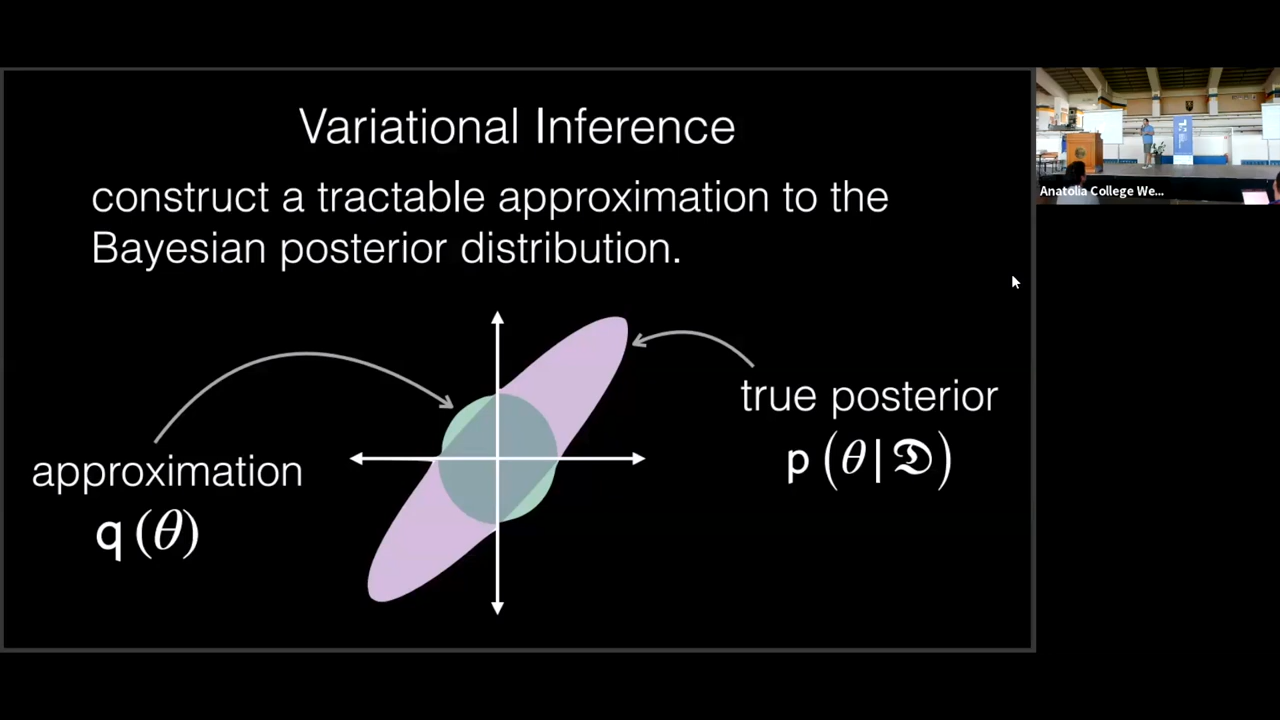 Variational Inference
construct a tractable approximation to the
Bayesian posterior distribution.
true posterior
p (θ | 𝔇)
approximation
q (θ)
Anatolia College We...